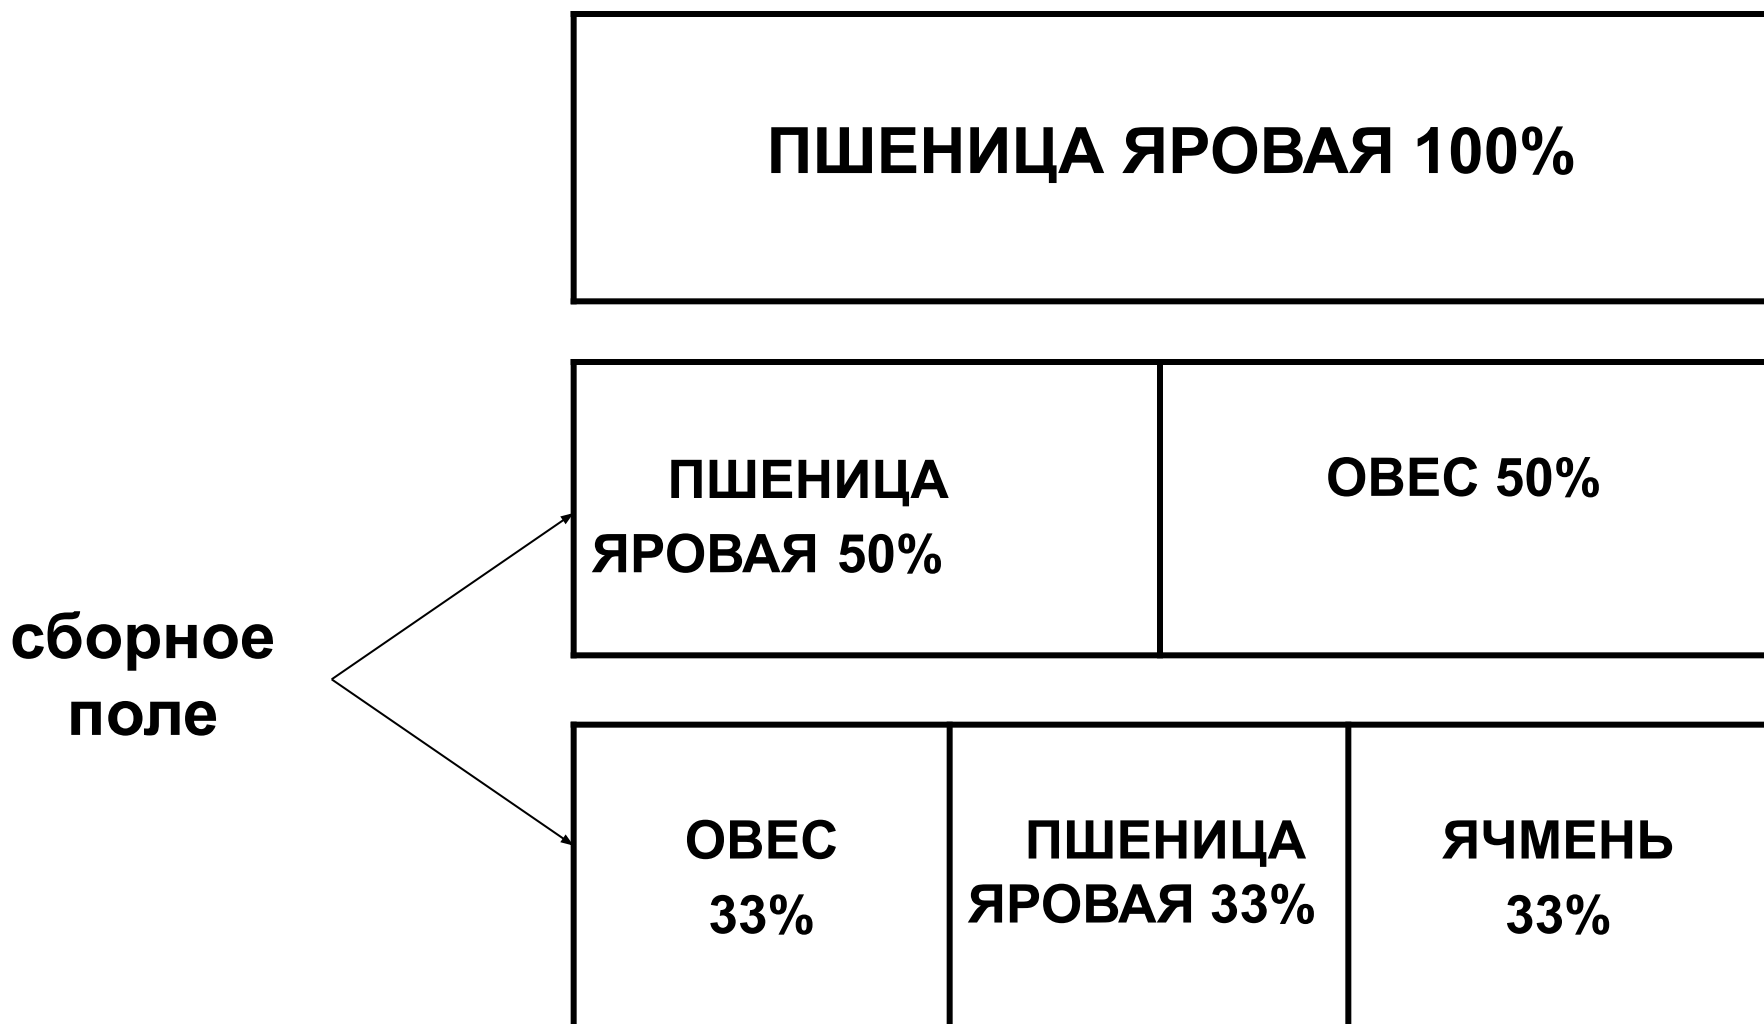 ПШЕНИЦА ЯРОВАЯ 100%
ПШЕНИЦА
ЯРОВАЯ 50%
ОВЕС 50%
сборное
поле
ОВЕС
33%
ПШЕНИЦА
ЯРОВАЯ 33%
ЯЧМЕНЬ
33%